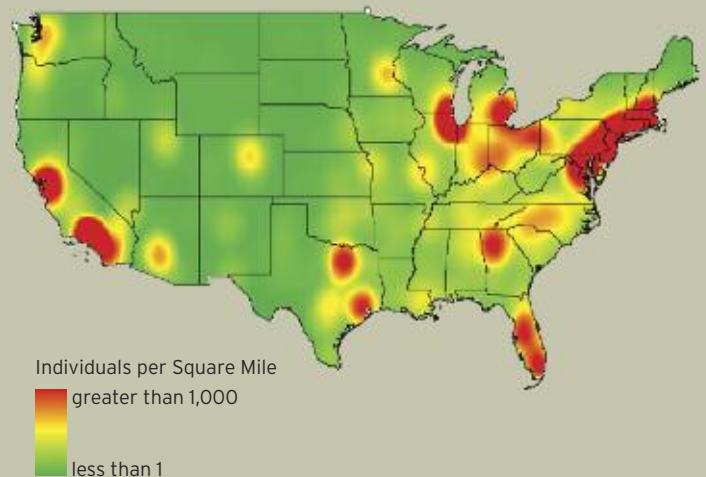 Individuals per Square Mile
greater than 1,000
less than 1